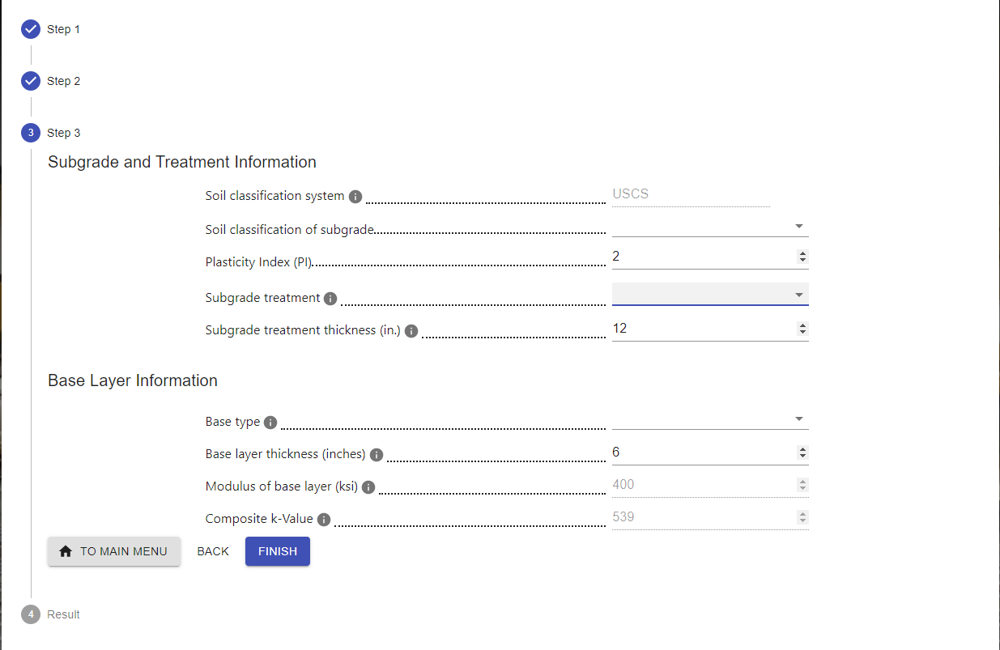 Step 1
Step 2
3 Step 3
Subgrade and Treatment Information
Soil classification system USCS
Soil classification of subgrade
Plasticity Index (PI) 2
Subgrade treatment
Subgrade treatment thickness (in.) 12
Base Layer Information
Base type
Base layer thickness (inches) 6
Modulus of base layer (ksi) 400
Composite k-Value 539
TO MAIN MENU BACK FINISH
4 Result